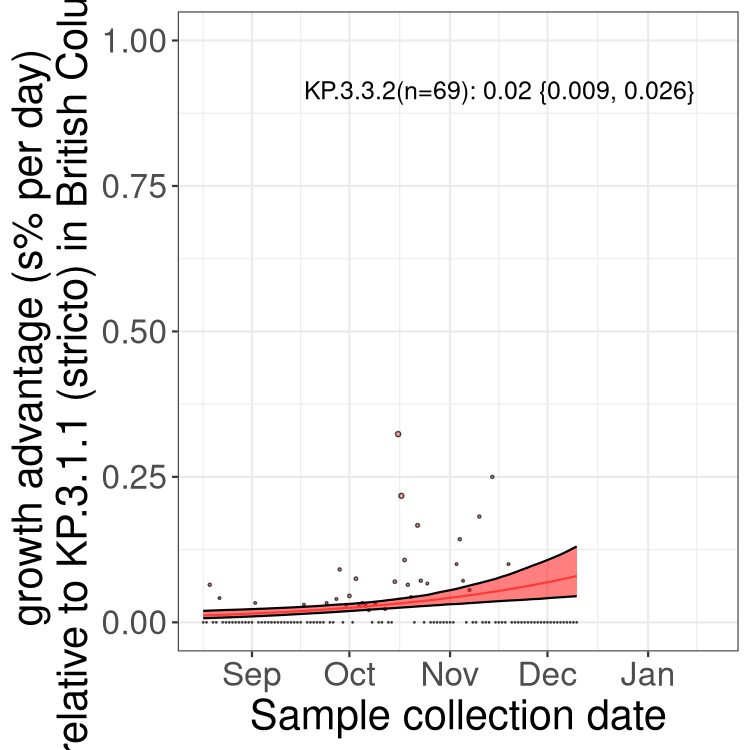 growth advantage (s% per day)
relative to KP.3.1.1 (stricto) in British Colu
1.00
0.75
0.50
0.25
0.00
KP.3.3.2(n=69): 0.02 {0.009, 0.026}
Sep Oct Nov Dec Jan
Sample collection date